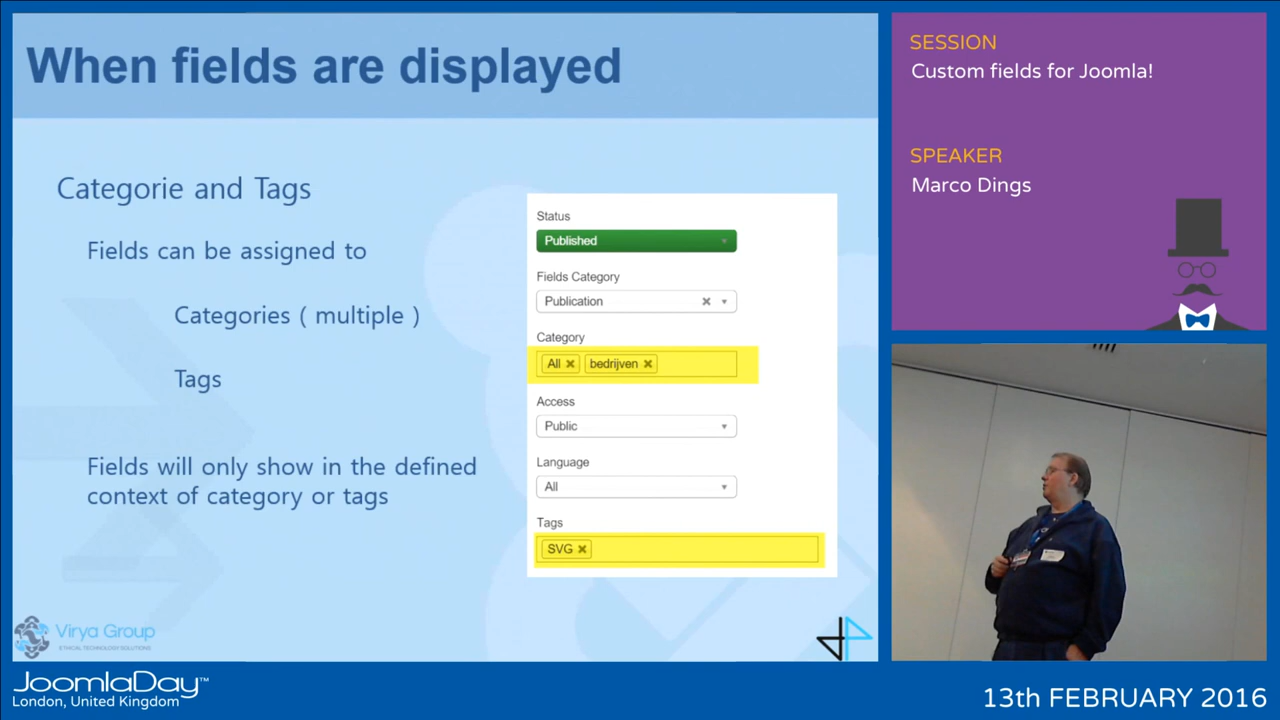 When fields are displayed
Categorie and Tags
Fields can be assigned to
Categories ( multiple )
Tags
Fields will only show in the defined
context of category or tags
Status
Published
Fields Category
Publication
Category
All
bedrijven
Access
Public
Language
All
Tags
SVG
Virya Group
ETHICAL TECHNOLOGY SOLUTIONS
SESSION
Custom fields for Joomla!
SPEAKER
Marco Dings
JoomlaDay™
London, United Kingdom
13th FEBRUARY 2016